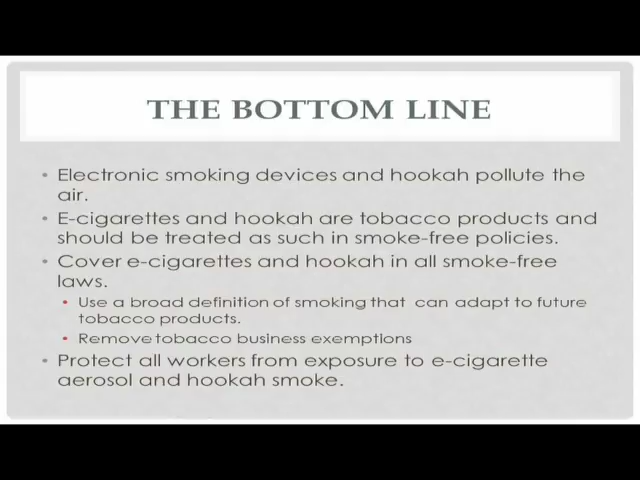 THE BOTTOM LINE
• Electronic smoking devices and hookah pollute the
air.
• E-cigarettes and hookah are tobacco products and
should be treated as such in smoke-free policies.
• Cover e-cigarettes and hookah in all smoke-free
laws.
• Use a broad definition of smoking that can adapt to future
tobacco products.
• Remove tobacco business exemptions
• Protect all workers from exposure to e-cigarette
aerosol and hookah smoke.